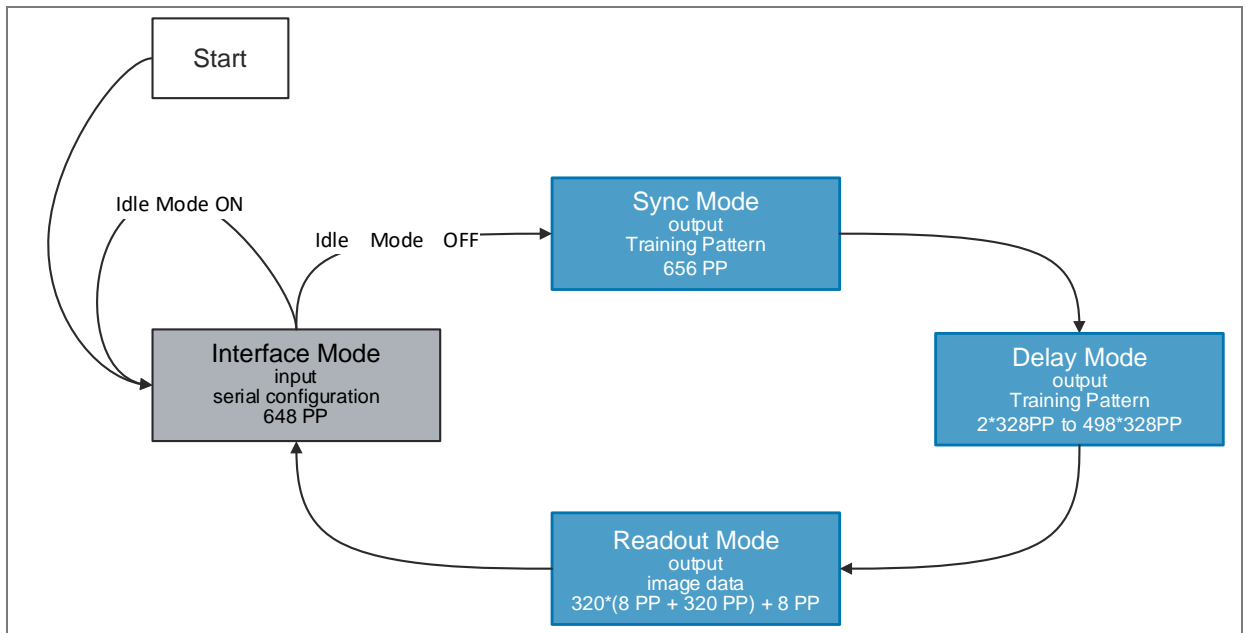 Start
Idle Mode ON
Idle Mode OFF
Sync Mode
output
Training Pattern
656 PP
Interface Mode
input
serial configuration
648 PP
Delay Mode
output
Training Pattern
2*328PP to 498*328PP
Readout Mode
output
image data
320*(8 PP + 320 PP) + 8 PP